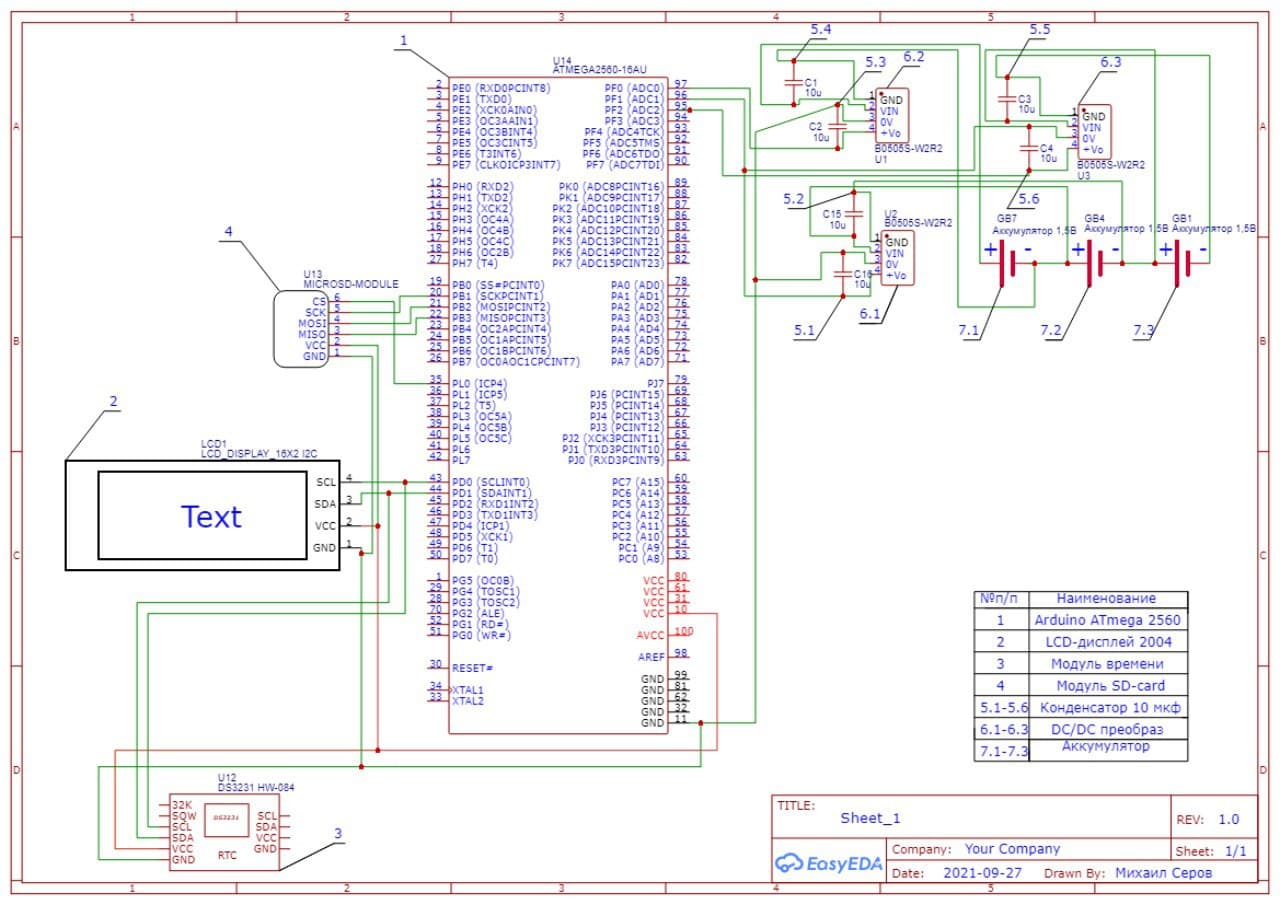 1 2 3 4 5
A
B
C
D
A
B
C
D
1
U14
ATMEGA2560-16AU
2 PE0 (RXD0PCINT8)
3 PE1 (TXD0)
4 PE2 (XCK0AIN0)
5 PE3 (OC3AAIN1)
6 PE4 (OC3BINT4)
7 PE5 (OC3CINT5)
8 PE6 (T3INT6)
9 PE7 (CLKOICP3INT7)
12 PH0 (RXD2)
13 PH1 (TXD2)
14 PH2 (XCK2)
15 PH3 (OC4A)
16 PH4 (OC4B)
17 PH5 (OC4C)
18 PH6 (OC2B)
27 PH7 (T4)
19 PB0 (SS#PCINT0)
20 PB1 (SCKPCINT1)
21 PB2 (MOSIPCINT2)
22 PB3 (MISOPCINT3)
23 PB4 (OC2APCINT4)
24 PB5 (OC1APCINT5)
25 PB6 (OC1BPCINT6)
26 PB7 (OC0AOC1CPCINT7)
35 PL0 (ICP4)
36 PL1 (ICP5)
37 PL2 (T5)
38 PL3 (OC5A)
39 PL4 (OC5B)
40 PL5 (OC5C)
41 PL6
42 PL7
43 PD0 (SCLINT0)
44 PD1 (SDAINT1)
45 PD2 (RXD1INT2)
46 PD3 (TXD1INT3)
47 PD4 (ICP1)
48 PD5 (XCK1)
49 PD6 (T1)
50 PD7 (T0)
1 PG5 (OC0B)
29 PG4 (TOSC1)
28 PG3 (TOSC2)
70 PG2 (ALE)
52 PG1 (RD#)
51 PG0 (WR#)
30 RESET#
34 XTAL1
33 XTAL2
PF0 (ADC0) 97
PF1 (ADC1) 96
PF2 (ADC2) 95
PF3 (ADC3) 94
PF4 (ADC4TCK) 93
PF5 (ADC5TMS) 92
PF6 (ADC6TDO) 91
PF7 (ADC7TDI) 90
PK0 (ADC8PCINT16) 89
PK1 (ADC9PCINT17) 88
PK2 (ADC10PCINT18) 87
PK3 (ADC11PCINT19) 86
PK4 (ADC12PCINT20) 85
PK5 (ADC13PCINT21) 84
PK6 (ADC14PCINT22) 83
PK7 (ADC15PCINT23) 82
PA0 (AD0) 78
PA1 (AD1) 77
PA2 (AD2) 76
PA3 (AD3) 75
PA4 (AD4) 74
PA5 (AD5) 73
PA6 (AD6) 72
PA7 (AD7) 71
PJ7 79
PJ6 (PCINT15) 69
PJ5 (PCINT14) 68
PJ4 (PCINT13) 67
PJ3 (PCINT12) 66
PJ2 (XCK3PCINT11) 65
PJ1 (TXD3PCINT10) 64
PJ0 (RXD3PCINT9) 63
PC7 (A15) 60
PC6 (A14) 59
PC5 (A13) 58
PC4 (A12) 57
PC3 (A11) 56
PC2 (A10) 55
PC1 (A9) 54
PC0 (A8) 53
VCC 80
VCC 61
VCC 31
VCC 10
AVCC 100
AREF 98
GND 99
GND 81
GND 62
GND 32
GND 11
4
U13
MICROSD-MODULE
CS 6
SCK 5
MOSI 4
MISO 3
VCC 2
GND 1
2
LCD1
LCD_DISPLAY_16X2 I2C
Text
SCL 4
SDA 3
VCC 2
GND 1
U12
DS3231 HW-084
32K
SQW
SCL
SDA
VCC
GND
DS3231
RTC
SCL
SDA
VCC
GND
3
5.4
C1
10u
5.3
C2
10u
6.2
1 GND
2 VIN
3 0V
4 +Vo
B0505S-W2R2
U1
5.5
C3
10u
C4
10u
6.3
1 GND
2 VIN
3 0V
4 +Vo
B0505S-W2R2
U3
5.6
5.2
C15
10u
U2
B0505S-W2R2
1 GND
2 VIN
3 0V
4 +Vo
C16
10u
5.1
6.1
GB7
Аккумулятор 1,5В
+ -
GB4
Аккумулятор 1,5В
+ -
GB1
Аккумулятор 1,5В
+ -
7.1
7.2
7.3
№п/п Наименование
1 Arduino ATmega 2560
2 LCD-дисплей 2004
3 Модуль времени
4 Модуль SD-card
5.1-5.6 Конденсатор 10 мкф
6.1-6.3 DC/DC преобраз
7.1-7.3 Аккумулятор
TITLE:
Sheet_1
REV: 1.0
EasyEDA
Company: Your Company
Sheet: 1/1
Date: 2021-09-27 Drawn By: Михаил Серов
1 2 3 4 5